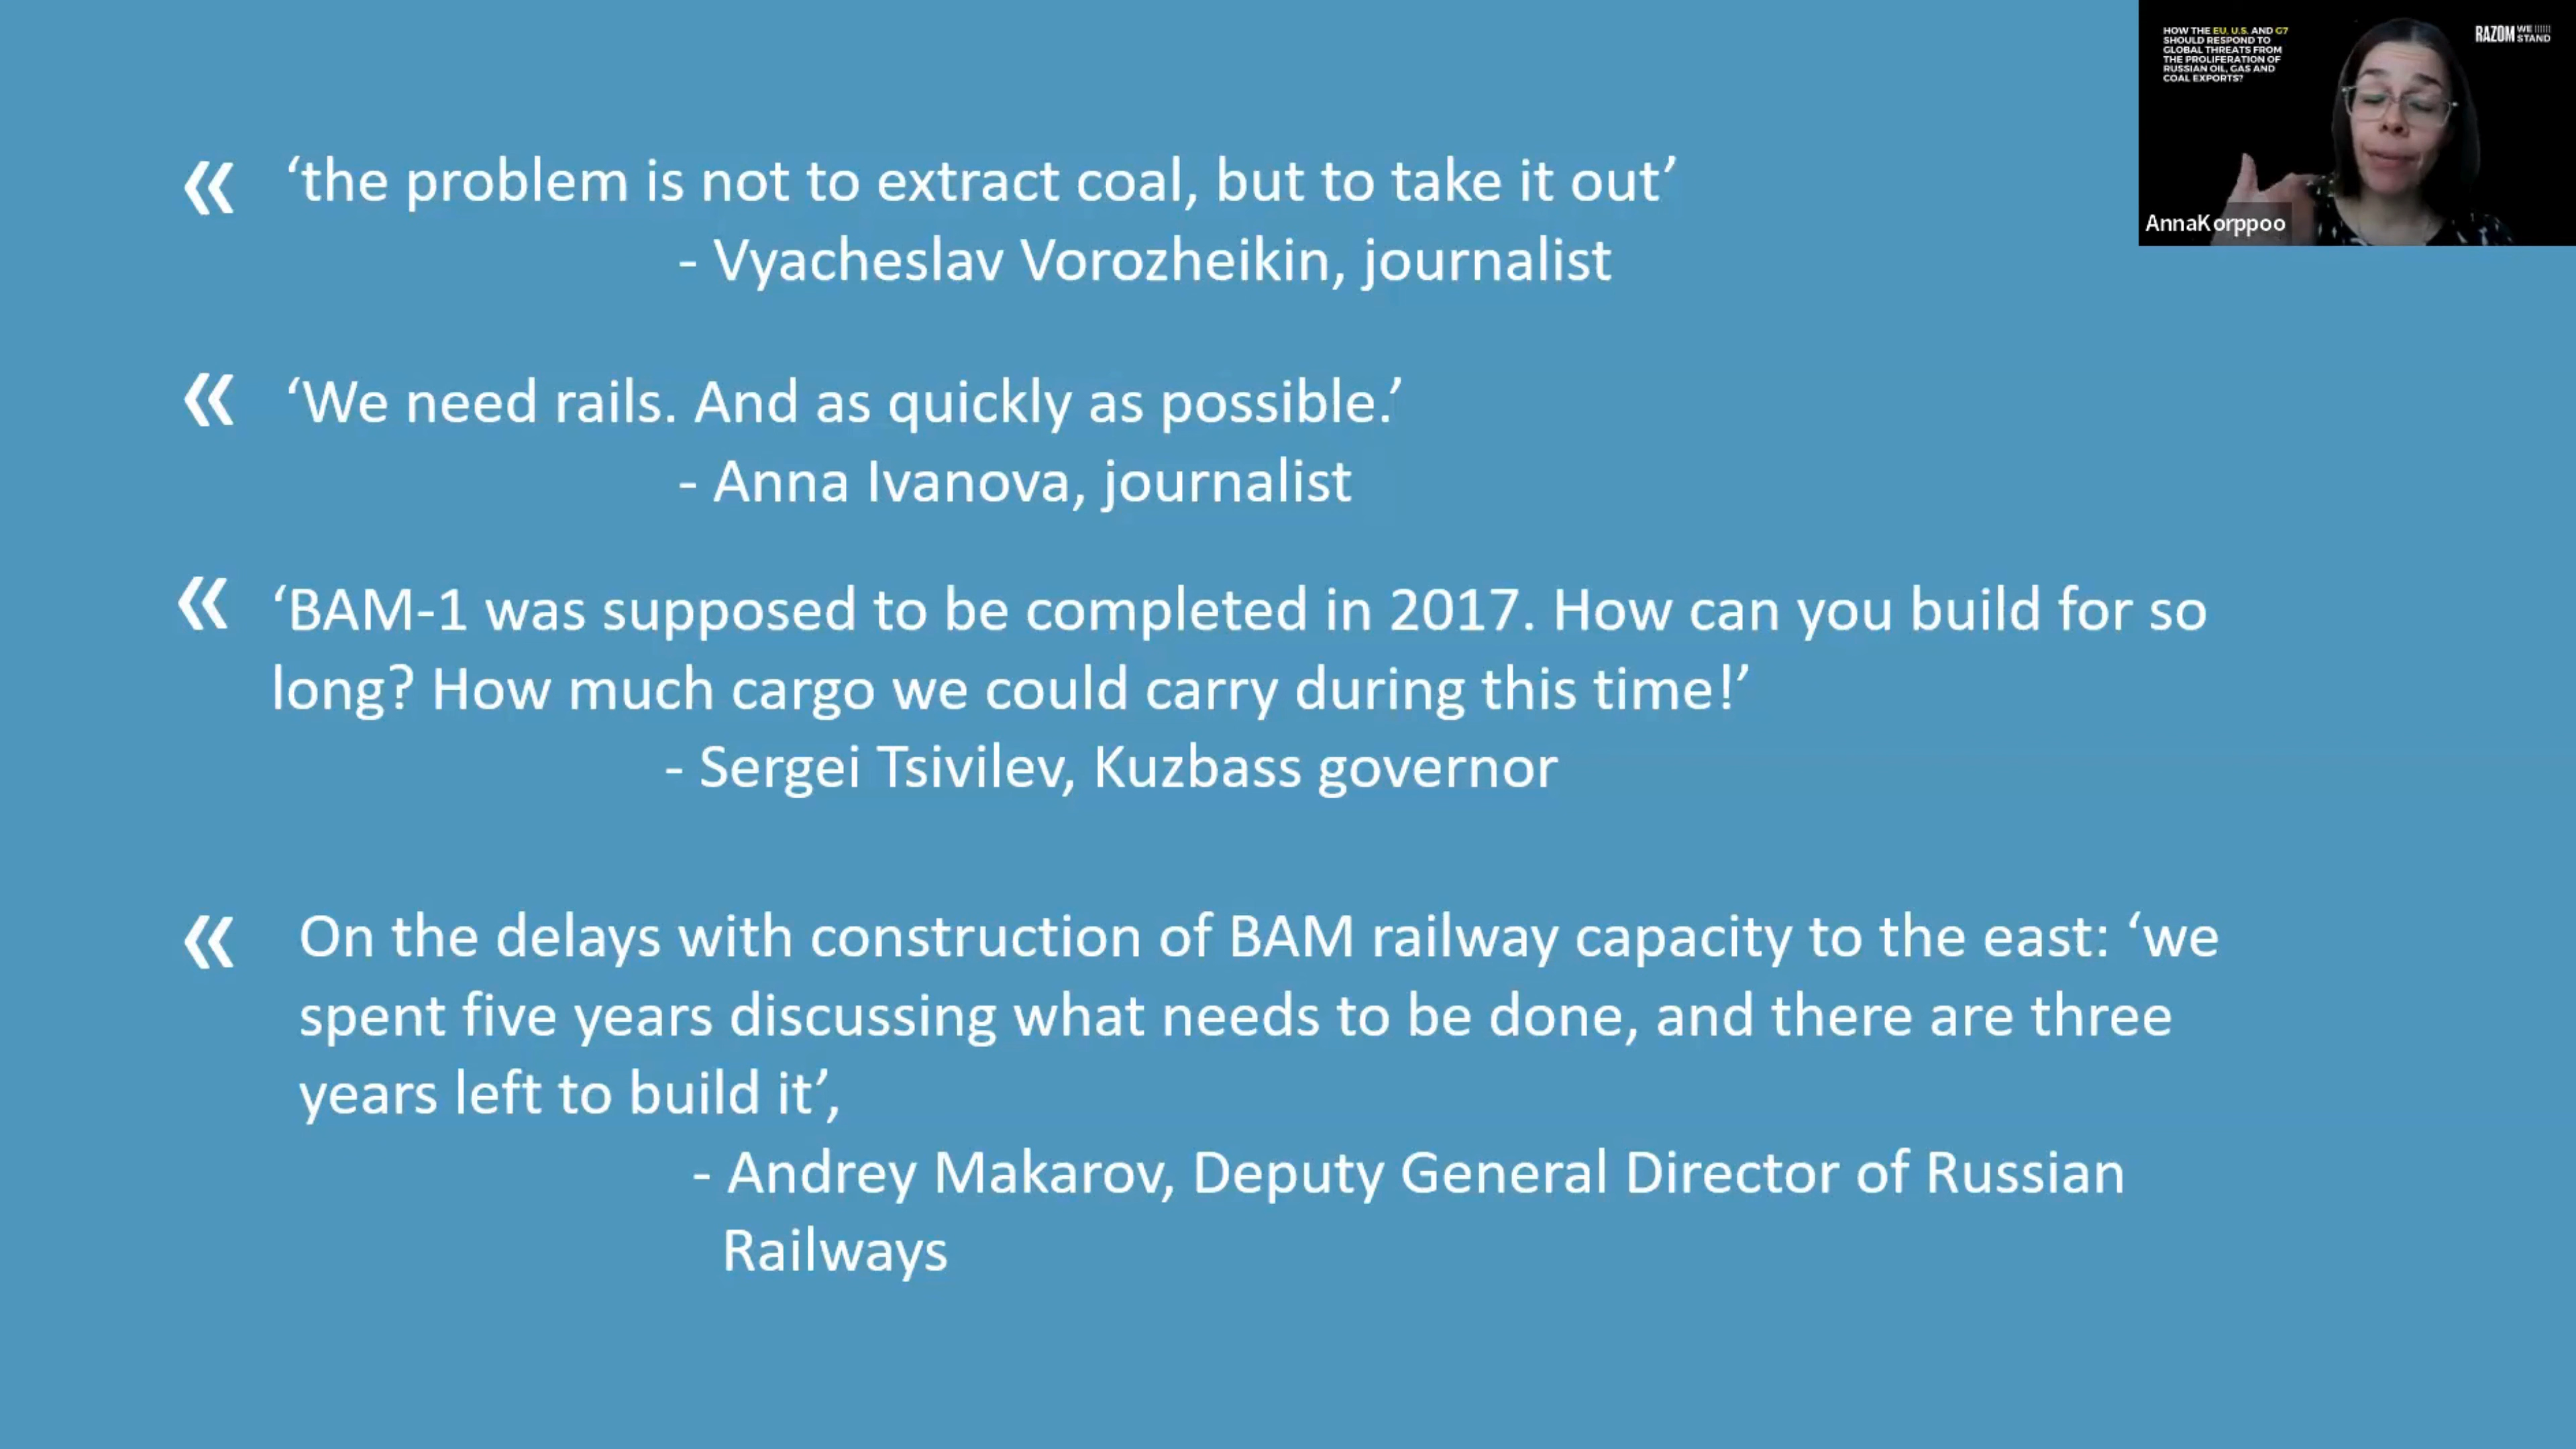 « ‘the problem is not to extract coal, but to take it out’
- Vyacheslav Vorozheikin, journalist
« ‘We need rails. And as quickly as possible.’
- Anna Ivanova, journalist
« ‘BAM-1 was supposed to be completed in 2017. How can you build for so
long? How much cargo we could carry during this time!’
- Sergei Tsivilev, Kuzbass governor
« On the delays with construction of BAM railway capacity to the east: ‘we
spent five years discussing what needs to be done, and there are three
years left to build it’,
- Andrey Makarov, Deputy General Director of Russian
Railways
HOW THE EU, U.S. AND G7
SHOULD RESPOND TO
GLOBAL THREATS FROM
THE PROLIFERATION OF
RUSSIAN OIL, GAS AND
COAL EXPORTS?
RAZOM WE
STAND
AnnaKorppoo